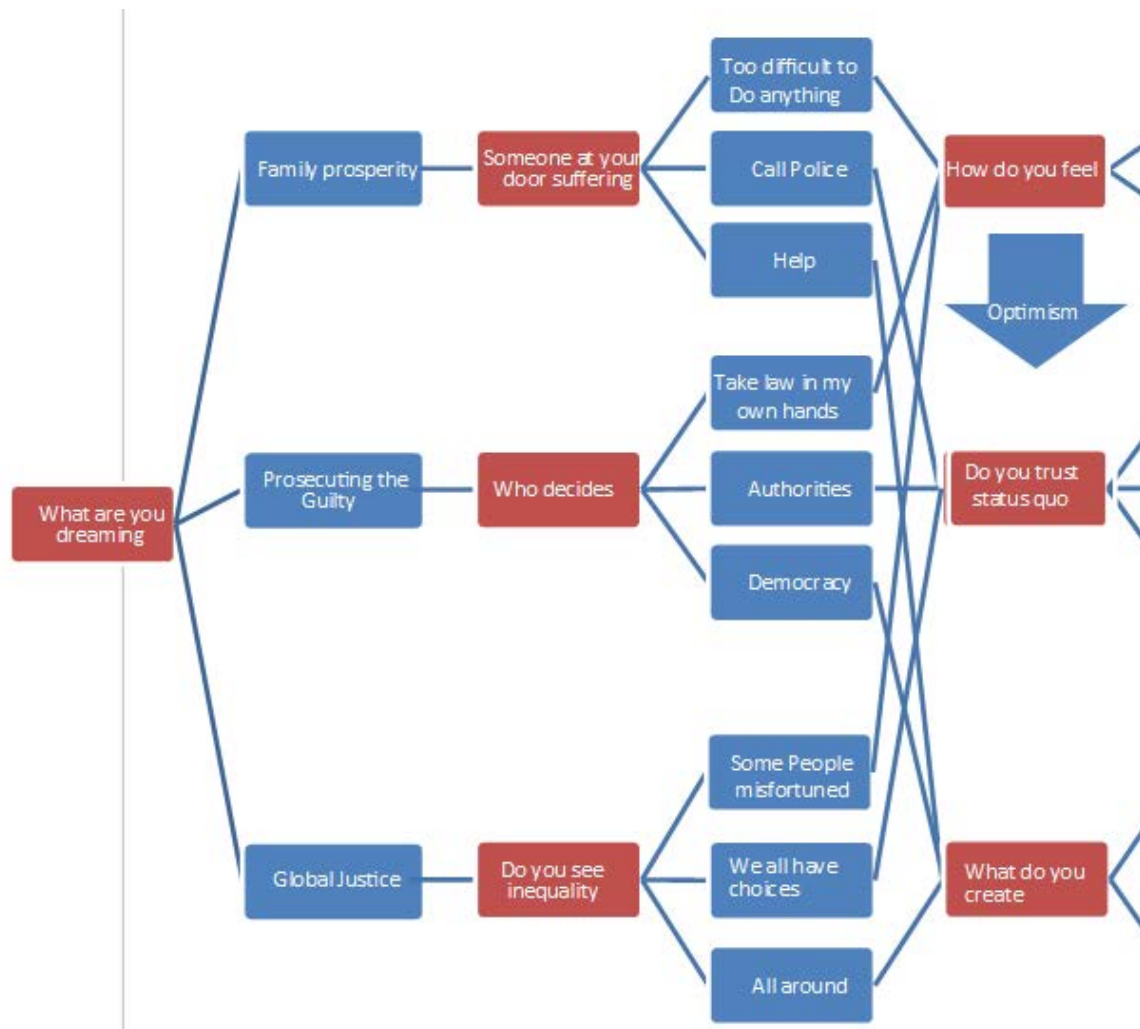 What are you
dreaming
Family prosperity
Prosecuting the
Guilty
Global Justice
Someone at your
door suffering
Who decides
Do you see
inequality
Too difficult to
Do anything
Call Police
Help
Take law in my
own hands
Authorities
Democracy
Some People
misfortuned
We all have
choices
All around
How do you feel
Optimism
Do you trust
status quo
What do you
create